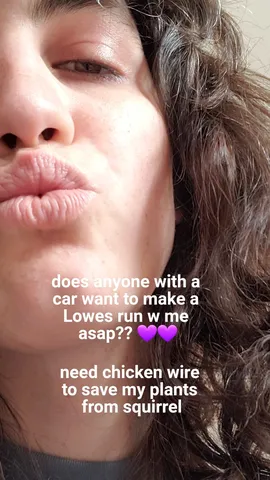 does anyone with a
car want to make a
Lowes run w me
asap?? 💜💜
need chicken wire
to save my plants
from squirrel